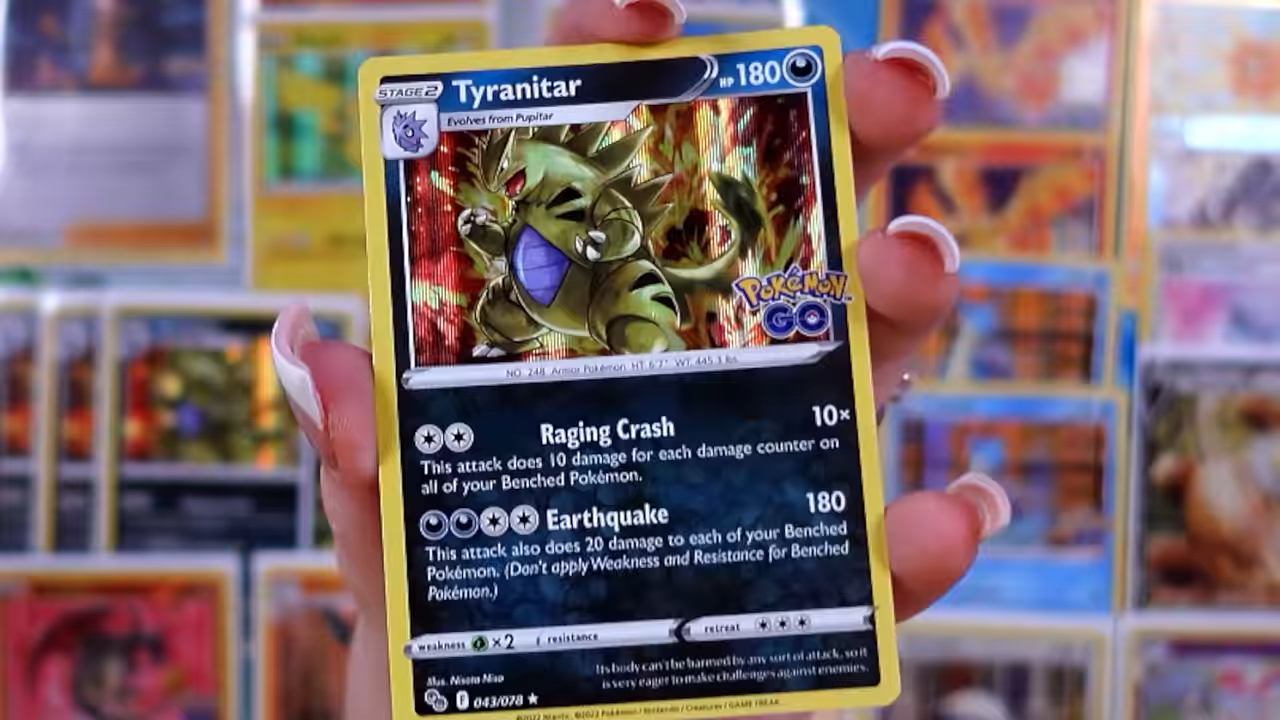 STAGE 2 Tyranitar HP 180
Evolves from Pupitar
POKÉMON
GO
NO. 248 Armor Pokémon HT: 6'7" WT: 445.3 lbs.
Raging Crash 10×
This attack does 10 damage for each damage counter on
all of your Benched Pokémon.
Earthquake 180
This attack also does 20 damage to each of your Benched
Pokémon. (Don't apply Weakness and Resistance for Benched
Pokémon.)
weakness ×2 resistance retreat
Illus. Nisota Niso
Its body can't be harmed by any sort of attack, so it
is very eager to make challenges against enemies.
F 043/078 ★
©2022 Niantic. ©2022 Pokémon / Nintendo / Creatures / GAME FREAK.